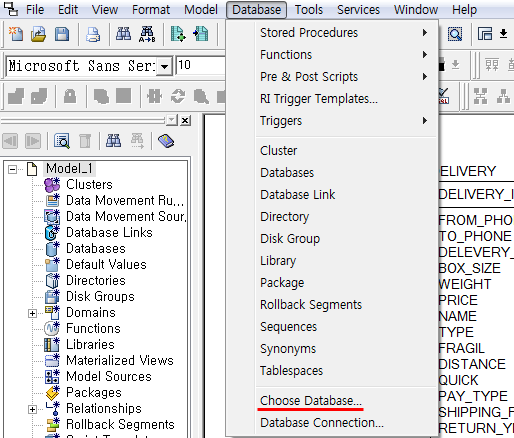 File Edit View Format Model Database Tools Services Window Help
Microsoft Sans Ser
10
Stored Procedures
Functions
Pre & Post Scripts
RI Trigger Templates...
Triggers
Cluster
Databases
Database Link
Directory
Disk Group
Library
Package
Rollback Segments
Sequences
Synonyms
Tablespaces
Choose Database...
Database Connection...
Model_1
Clusters
Data Movement Ru...
Data Movement Sour...
Database Links
Databases
Default Values
Directories
Disk Groups
Domains
Functions
Libraries
Materialized Views
Model Sources
Packages
Relationships
Rollback Segments
ELIVERY
DELIVERY_I
FROM_PHO
TO_PHONE
DELEVERY_
BOX_SIZE
WEIGHT
PRICE
NAME
TYPE
FRAGIL
DISTANCE
QUICK
PAY_TYPE
SHIPPING_F
RETURN_YI